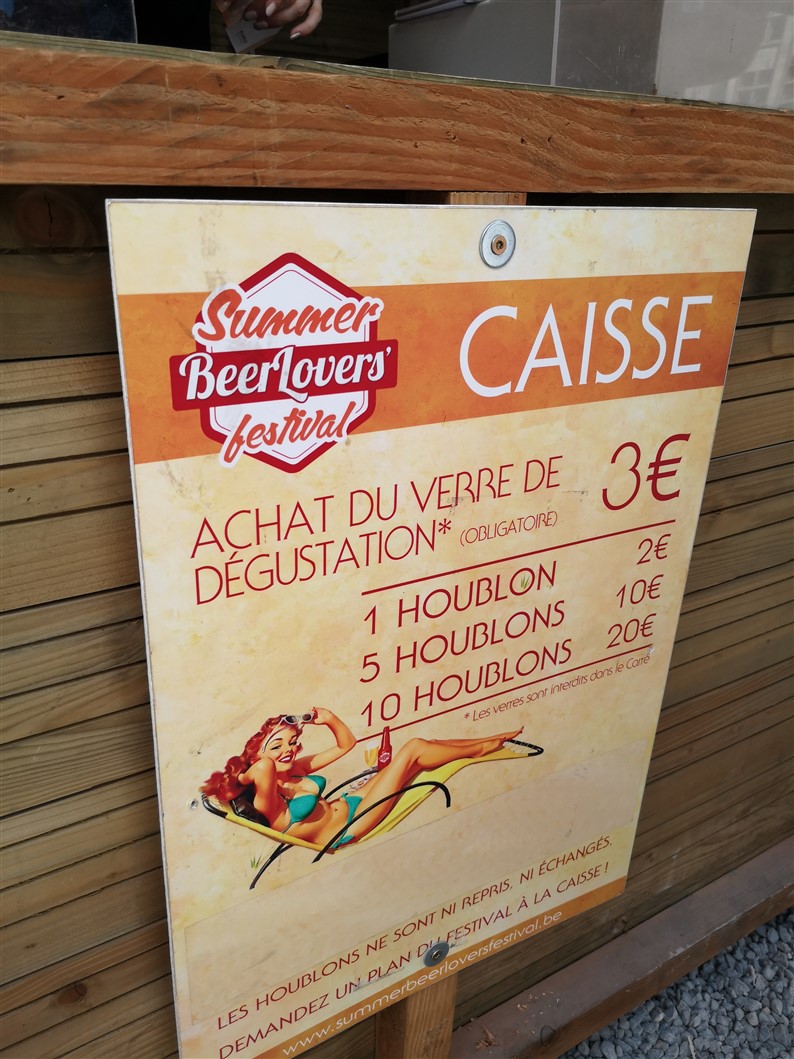 Summer
BeerLovers'
festival
CAISSE
ACHAT DU VERRE DE
DÉGUSTATION* (OBLIGATOIRE)
3€
1 HOUBLON 2€
5 HOUBLONS 10€
10 HOUBLONS 20€
* Les verres sont interdits dans le Carré
LES HOUBLONS NE SONT NI REPRIS, NI ÉCHANGÉS.
DEMANDEZ UN PLAN DU FESTIVAL À LA CAISSE !
www.summerbeerloversfestival.be